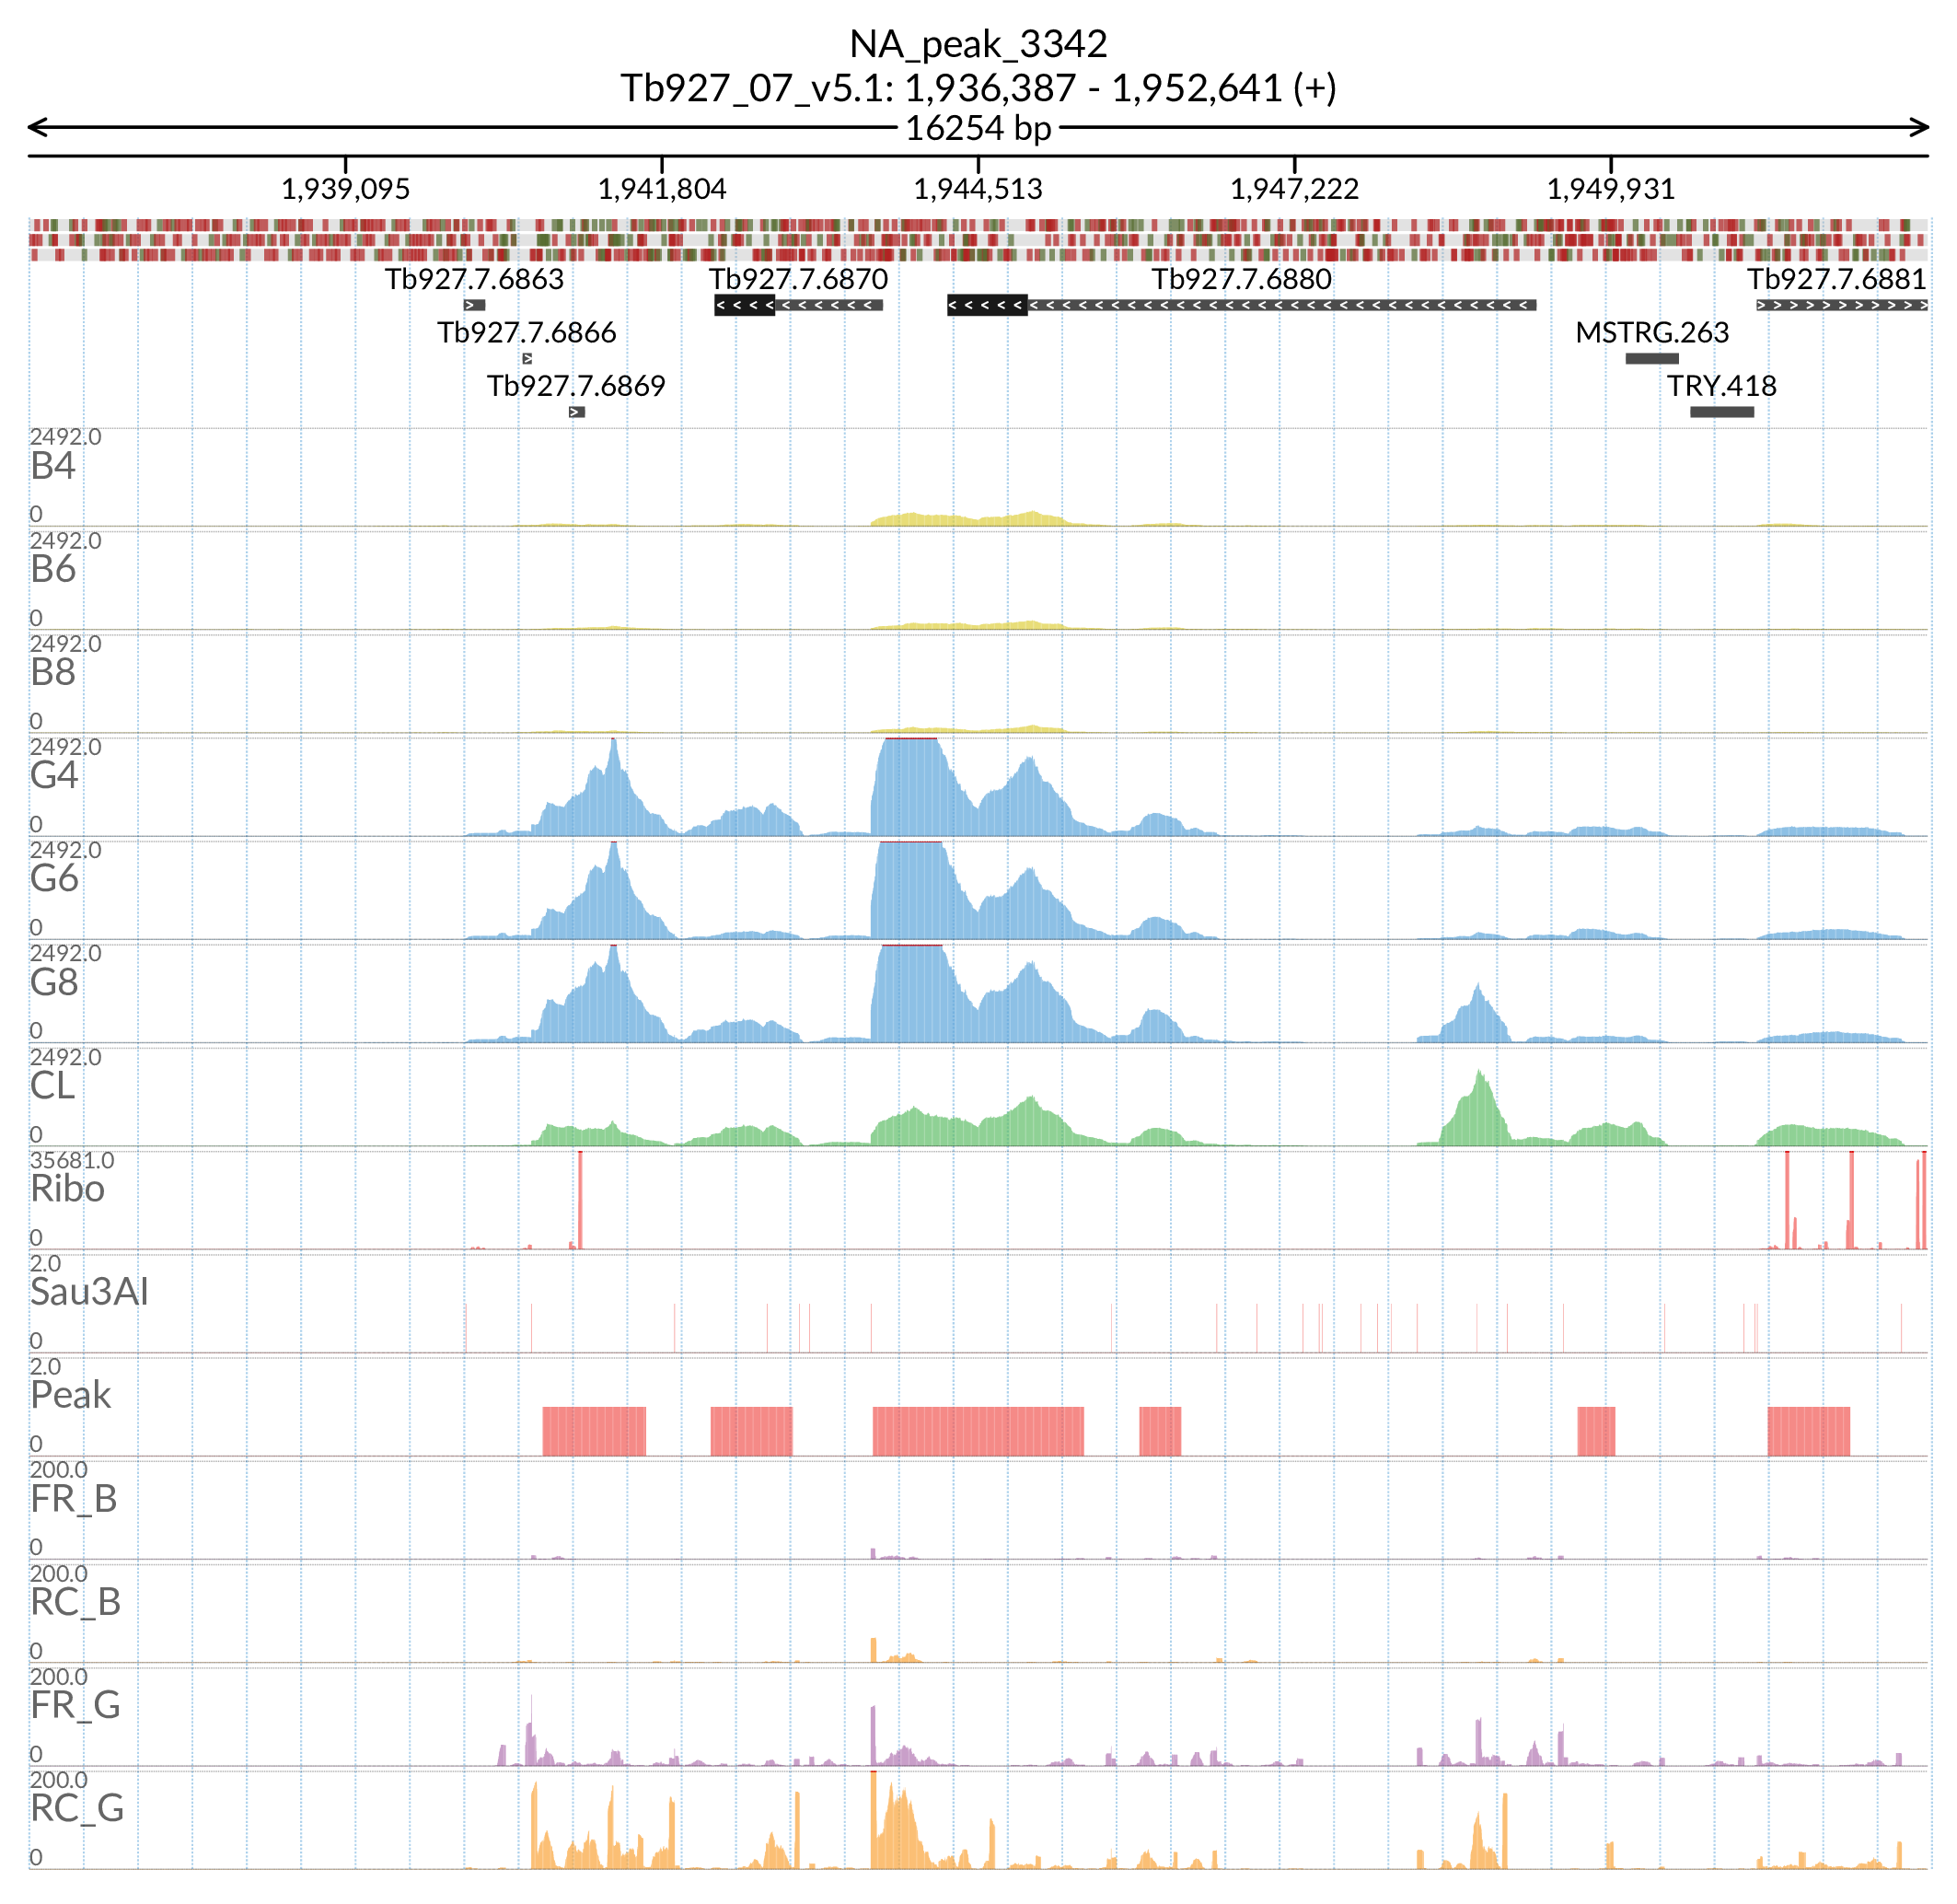 NA_peak_3342
Tb927_07_v5.1: 1,936,387 - 1,952,641 (+)
16254 bp
1,939,095 1,941,804 1,944,513 1,947,222 1,949,931
Tb927.7.6863 Tb927.7.6870 Tb927.7.6880 Tb927.7.6881
Tb927.7.6866 MSTRG.263
Tb927.7.6869 TRY.418
2492.0
B4
0
2492.0
B6
0
2492.0
B8
0
2492.0
G4
0
2492.0
G6
0
2492.0
G8
0
2492.0
CL
0
35681.0
Ribo
0
2.0
Sau3AI
0
2.0
Peak
0
200.0
FR_B
0
200.0
RC_B
0
200.0
FR_G
0
200.0
RC_G
0